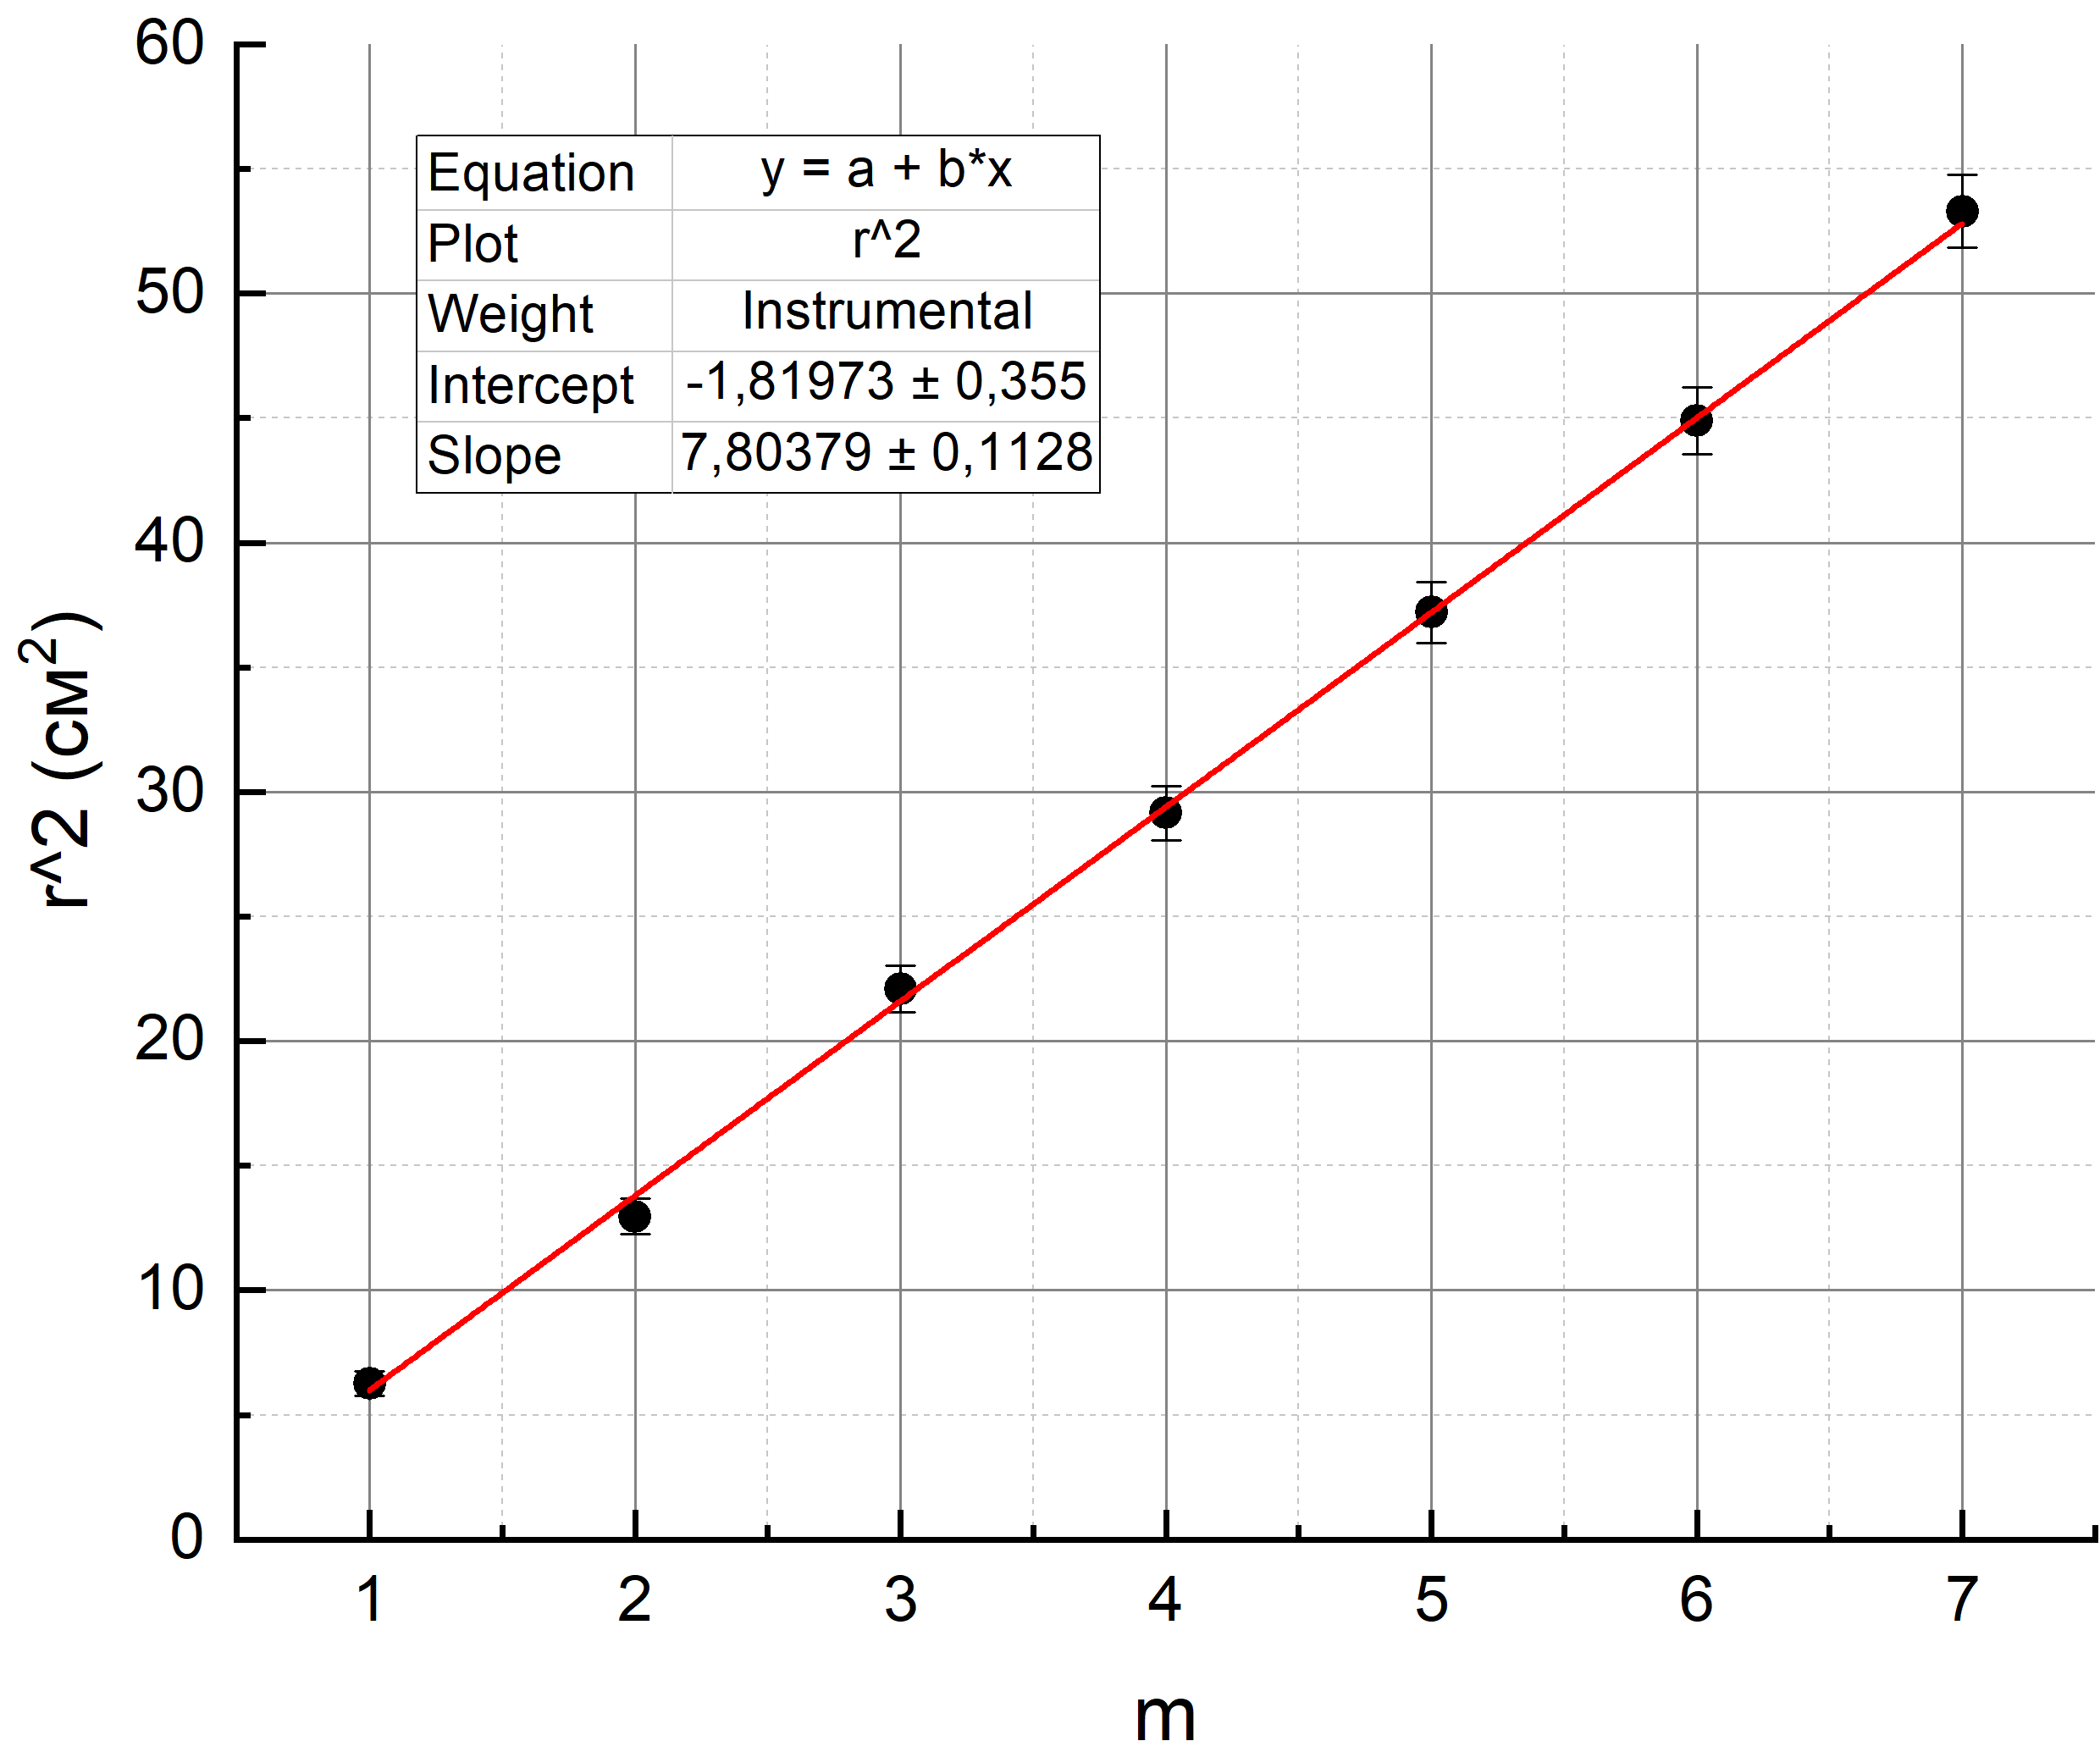 60
50
40
30
20
10
0
r^2 (см²)
Equation y = a + b*x
Plot r^2
Weight Instrumental
Intercept -1,81973 ± 0,355
Slope 7,80379 ± 0,1128
1 2 3 4 5 6 7
m